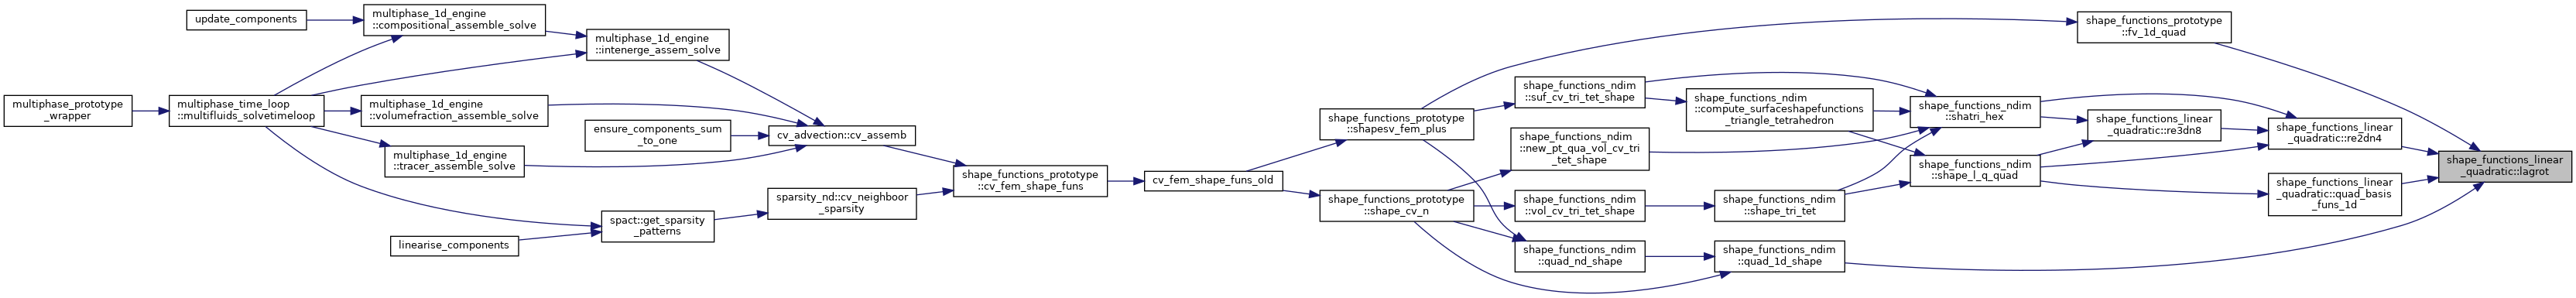 update_components
multiphase_1d_engine
::compositional_assemble_solve
multiphase_1d_engine
::intenerge_assem_solve
multiphase_prototype
_wrapper
multiphase_time_loop
::multifluids_solvetimeloop
multiphase_1d_engine
::volumefraction_assemble_solve
ensure_components_sum
_to_one
cv_advection::cv_assemb
multiphase_1d_engine
::tracer_assemble_solve
shape_functions_prototype
::cv_fem_shape_funs
sparsity_nd::cv_neighboor
_sparsity
spact::get_sparsity
_patterns
linearise_components
cv_fem_shape_funs_old
shape_functions_prototype
::shapesv_fem_plus
shape_functions_prototype
::shape_cv_n
shape_functions_ndim
::suf_cv_tri_tet_shape
shape_functions_ndim
::new_pt_qua_vol_cv_tri
_tet_shape
shape_functions_ndim
::vol_cv_tri_tet_shape
shape_functions_ndim
::quad_nd_shape
shape_functions_ndim
::compute_surfaceshapefunctions
_triangle_tetrahedron
shape_functions_ndim
::shape_tri_tet
shape_functions_ndim
::quad_1d_shape
shape_functions_ndim
::shatri_hex
shape_functions_ndim
::shape_l_q_quad
shape_functions_prototype
::fv_1d_quad
shape_functions_linear
_quadratic::re3dn8
shape_functions_linear
_quadratic::re2dn4
shape_functions_linear
_quadratic::quad_basis
_funs_1d
shape_functions_linear
_quadratic::lagrot